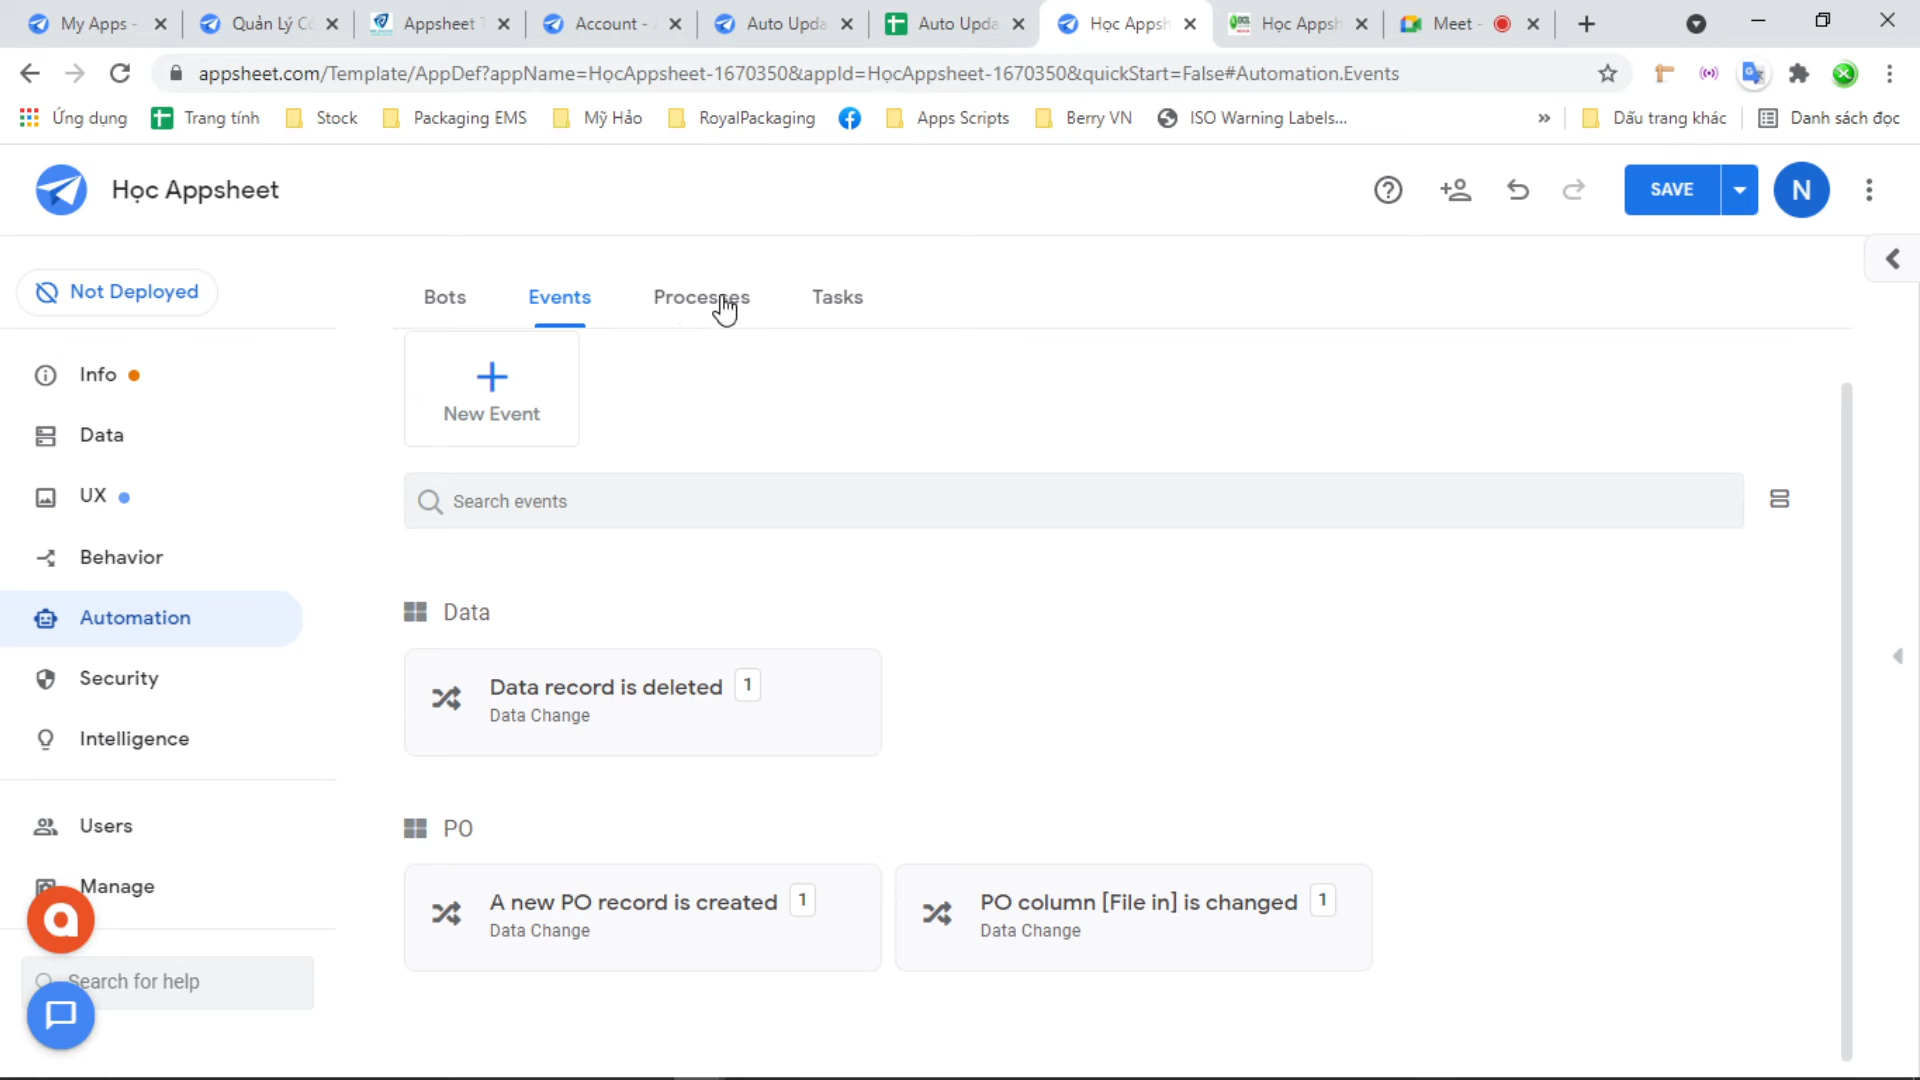 My Apps -
Quản Lý Cô
Appsheet T
Account - A
Auto Upda
Auto Upda
Học Appsh
Học Appsh
Meet -
appsheet.com/Template/AppDef?appName=HọcAppsheet-1670350&appId=HọcAppsheet-1670350&quickStart=False#Automation.Events
Ứng dụng
Trang tính
Stock
Packaging EMS
Mỹ Hảo
RoyalPackaging
Apps Scripts
Berry VN
ISO Warning Labels...
»
Dấu trang khác
Danh sách đọc
Học Appsheet
SAVE
N
Not Deployed
Bots
Events
Processes
Tasks
Info
Data
UX
Behavior
Automation
Security
Intelligence
Users
Manage
Search for help
New Event
Search events
Data
Data record is deleted 1
Data Change
PO
A new PO record is created 1
Data Change
PO column [File in] is changed 1
Data Change